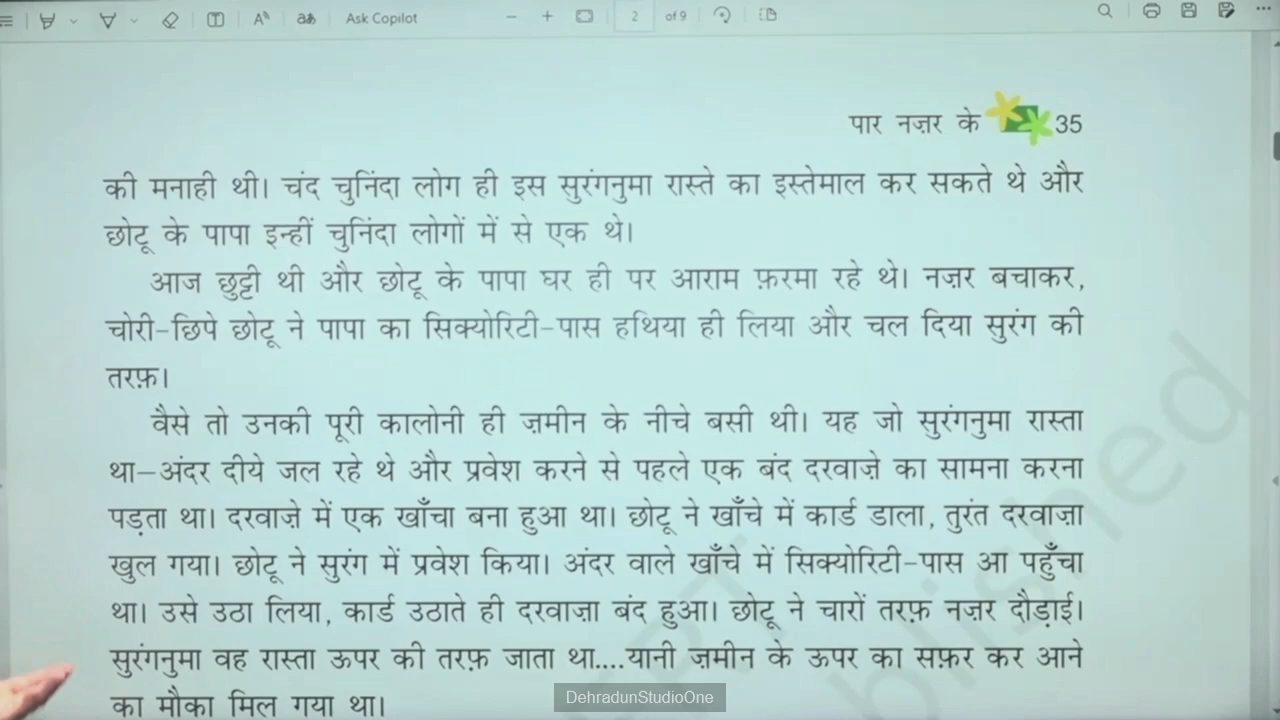 Ask Copilot
2 of 9
पार नज़र के 35
की मनाही थी। चंद चुनिंदा लोग ही इस सुरंगनुमा रास्ते का इस्तेमाल कर सकते थे और
छोटू के पापा इन्हीं चुनिंदा लोगों में से एक थे।
आज छुट्टी थी और छोटू के पापा घर ही पर आराम फ़रमा रहे थे। नज़र बचाकर,
चोरी-छिपे छोटू ने पापा का सिक्योरिटी-पास हथिया ही लिया और चल दिया सुरंग की
तरफ़।
वैसे तो उनकी पूरी कालोनी ही ज़मीन के नीचे बसी थी। यह जो सुरंगनुमा रास्ता
था—अंदर दीये जल रहे थे और प्रवेश करने से पहले एक बंद दरवाज़े का सामना करना
पड़ता था। दरवाज़े में एक खाँचा बना हुआ था। छोटू ने खाँचे में कार्ड डाला, तुरंत दरवाज़ा
खुल गया। छोटू ने सुरंग में प्रवेश किया। अंदर वाले खाँचे में सिक्योरिटी-पास आ पहुँचा
था। उसे उठा लिया, कार्ड उठाते ही दरवाज़ा बंद हुआ। छोटू ने चारों तरफ़ नज़र दौड़ाई।
सुरंगनुमा वह रास्ता ऊपर की तरफ़ जाता था....यानी ज़मीन के ऊपर का सफ़र कर आने
का मौका मिल गया था।
DehradunStudioOne